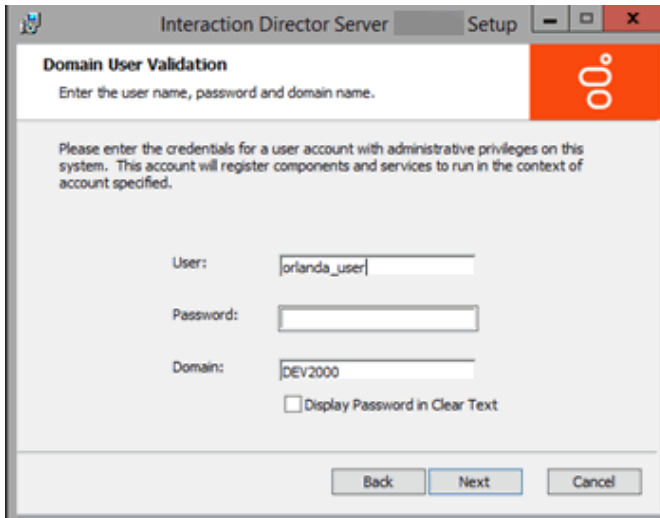 Interaction Director Server Setup
Domain User Validation
Enter the user name, password and domain name.
Please enter the credentials for a user account with administrative privileges on this
system. This account will register components and services to run in the context of
account specified.
User:
orlanda_user
Password:
Domain:
DEV2000
Display Password in Clear Text
Back
Next
Cancel